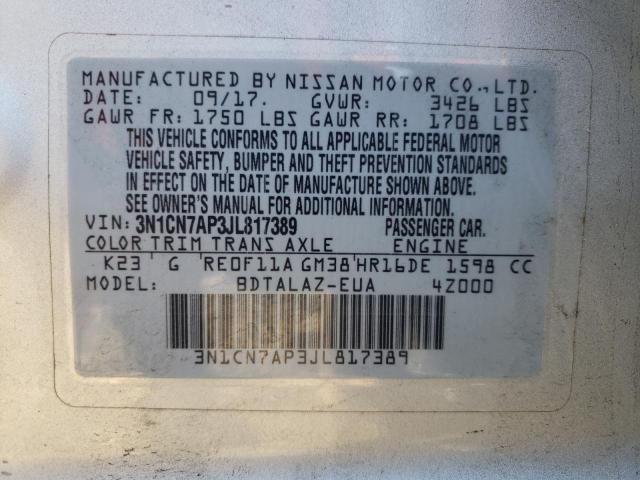 MANUFACTURED BY NISSAN MOTOR CO., LTD.
DATE: 09/17. GVWR: 3426 LBS
GAWR FR: 1750 LBS GAWR RR: 1708 LBS
THIS VEHICLE CONFORMS TO ALL APPLICABLE FEDERAL MOTOR
VEHICLE SAFETY, BUMPER AND THEFT PREVENTION STANDARDS
IN EFFECT ON THE DATE OF MANUFACTURE SHOWN ABOVE.
SEE OWNER'S MANUAL FOR ADDITIONAL INFORMATION.
VIN: 3N1CN7AP3JL817389 PASSENGER CAR.
COLOR TRIM TRANS AXLE ENGINE
K23 G RE0F11A GM38 HR16DE 1598 CC
MODEL: BDTALAZ-EUA 4Z000
3N1CN7AP3JL817389